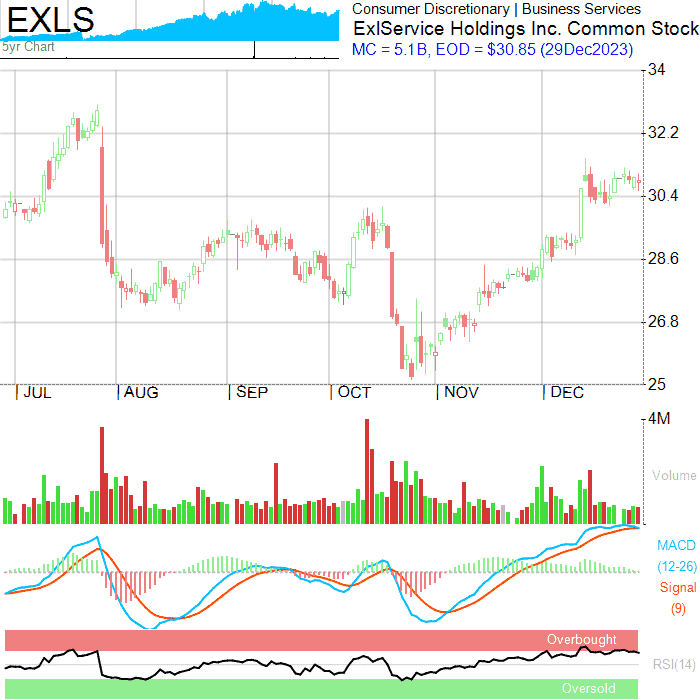 EXLS
5yr Chart
Consumer Discretionary | Business Services
ExlService Holdings Inc. Common Stock
MC = 5.1B, EOD = $30.85 (29Dec2023)
34
32.2
30.4
28.6
26.8
25
JUL AUG SEP OCT NOV DEC
4M
Volume
MACD
(12-26)
Signal
(9)
Overbought
RSI(14)
Oversold